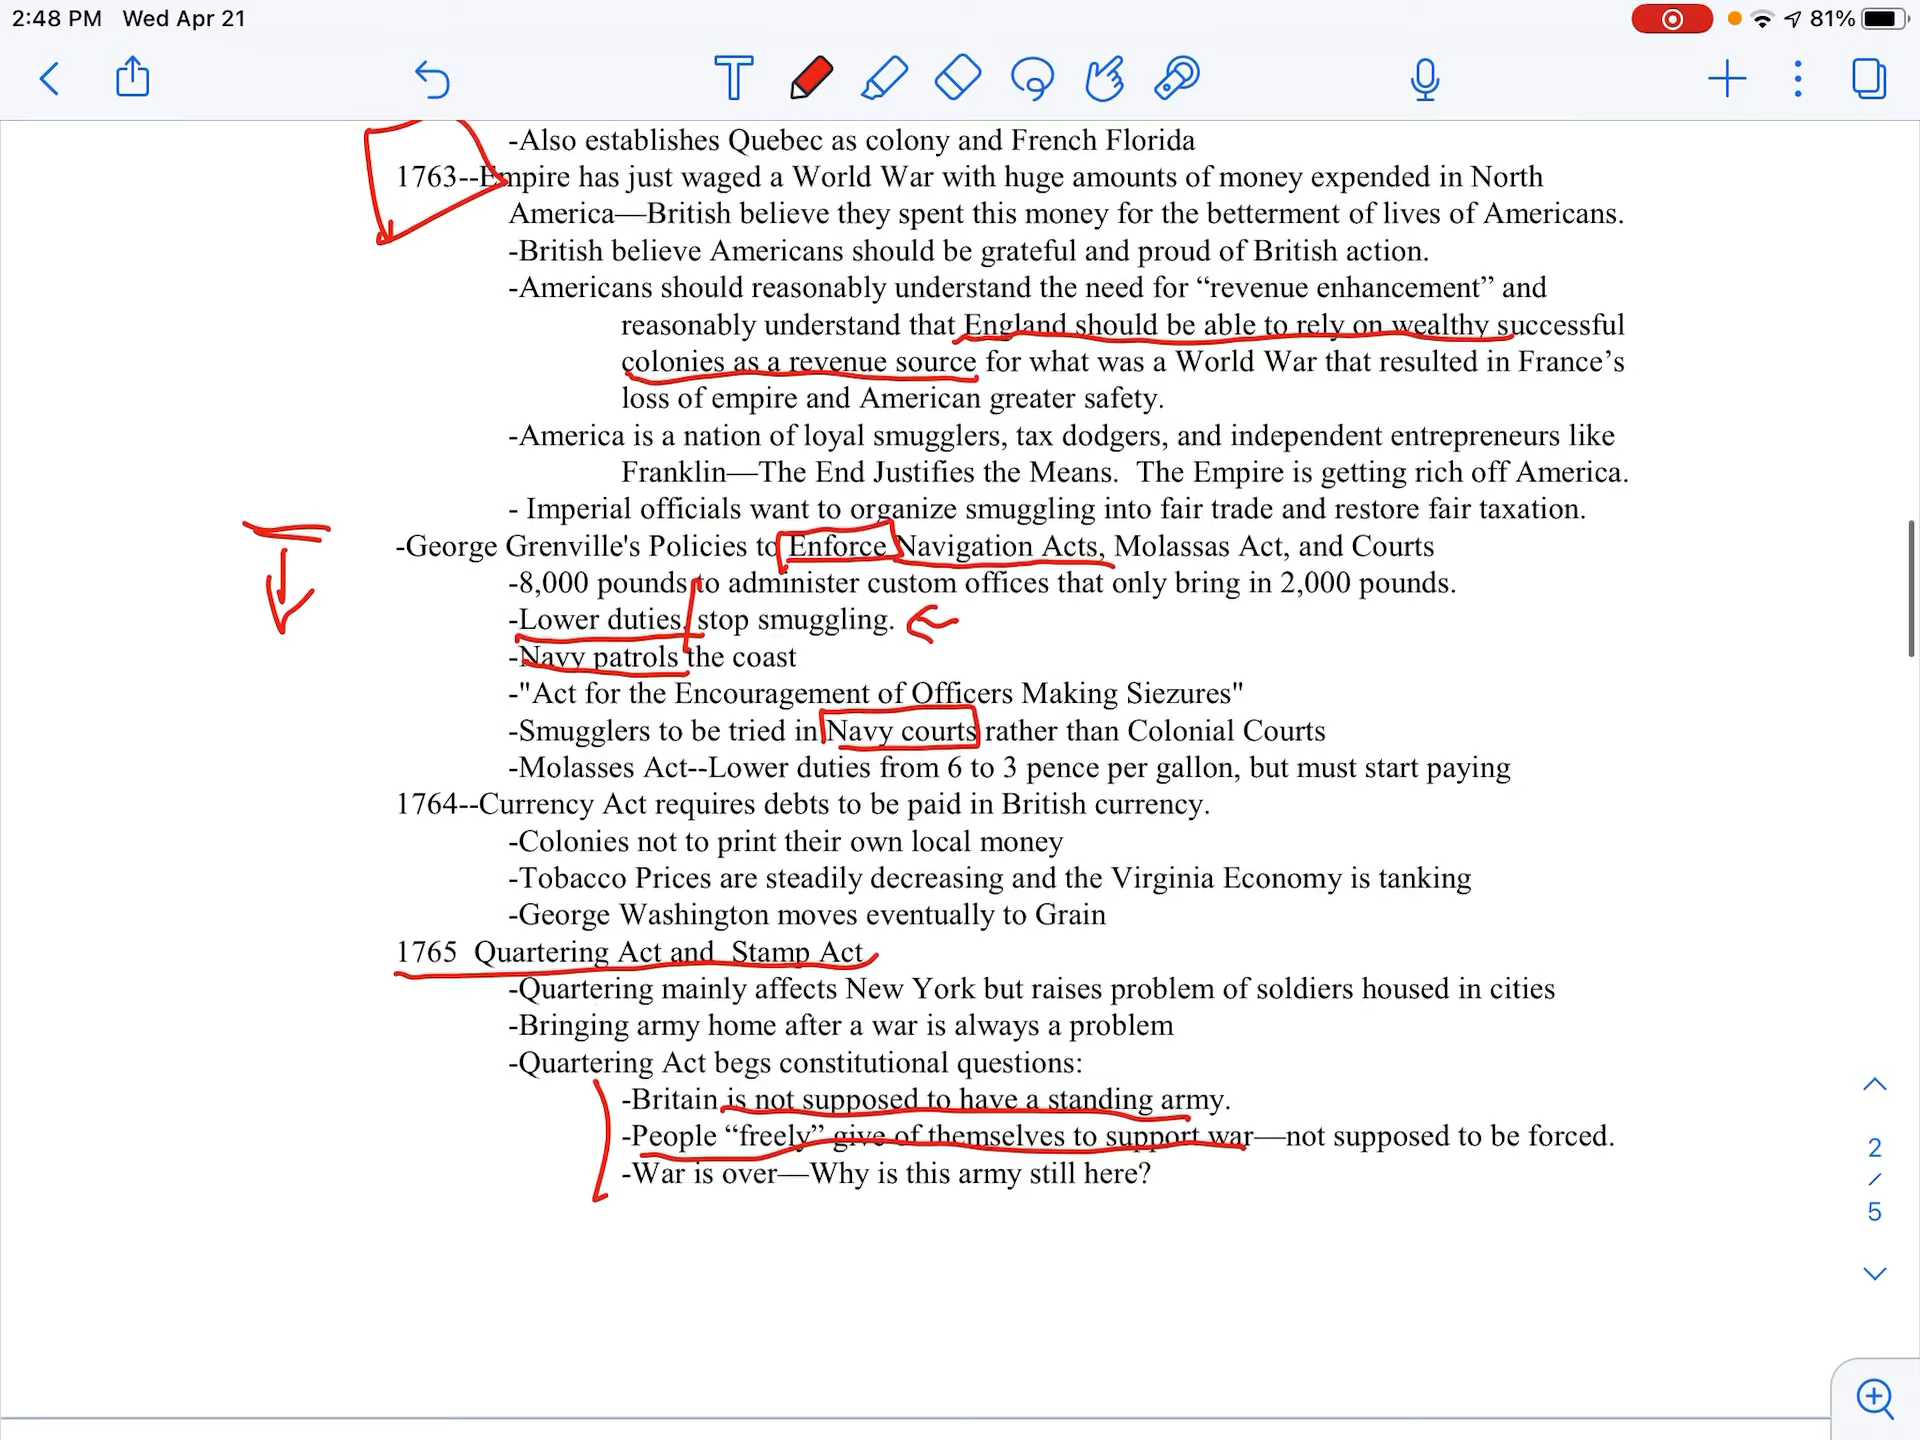 2:48 PM Wed Apr 21
81%
-Also establishes Quebec as colony and French Florida
1763--Empire has just waged a World War with huge amounts of money expended in North
America—British believe they spent this money for the betterment of lives of Americans.
-British believe Americans should be grateful and proud of British action.
-Americans should reasonably understand the need for “revenue enhancement” and
reasonably understand that England should be able to rely on wealthy successful
colonies as a revenue source for what was a World War that resulted in France’s
loss of empire and American greater safety.
-America is a nation of loyal smugglers, tax dodgers, and independent entrepreneurs like
Franklin—The End Justifies the Means.  The Empire is getting rich off America.
- Imperial officials want to organize smuggling into fair trade and restore fair taxation.
-George Grenville's Policies to Enforce Navigation Acts, Molassas Act, and Courts
-8,000 pounds to administer custom offices that only bring in 2,000 pounds.
-Lower duties, stop smuggling.
-Navy patrols the coast
-"Act for the Encouragement of Officers Making Siezures"
-Smugglers to be tried in Navy courts rather than Colonial Courts
-Molasses Act--Lower duties from 6 to 3 pence per gallon, but must start paying
1764--Currency Act requires debts to be paid in British currency.
-Colonies not to print their own local money
-Tobacco Prices are steadily decreasing and the Virginia Economy is tanking
-George Washington moves eventually to Grain
1765  Quartering Act and  Stamp Act
-Quartering mainly affects New York but raises problem of soldiers housed in cities
-Bringing army home after a war is always a problem
-Quartering Act begs constitutional questions:
-Britain is not supposed to have a standing army.
-People “freely” give of themselves to support war—not supposed to be forced.
-War is over—Why is this army still here?
2
/
5